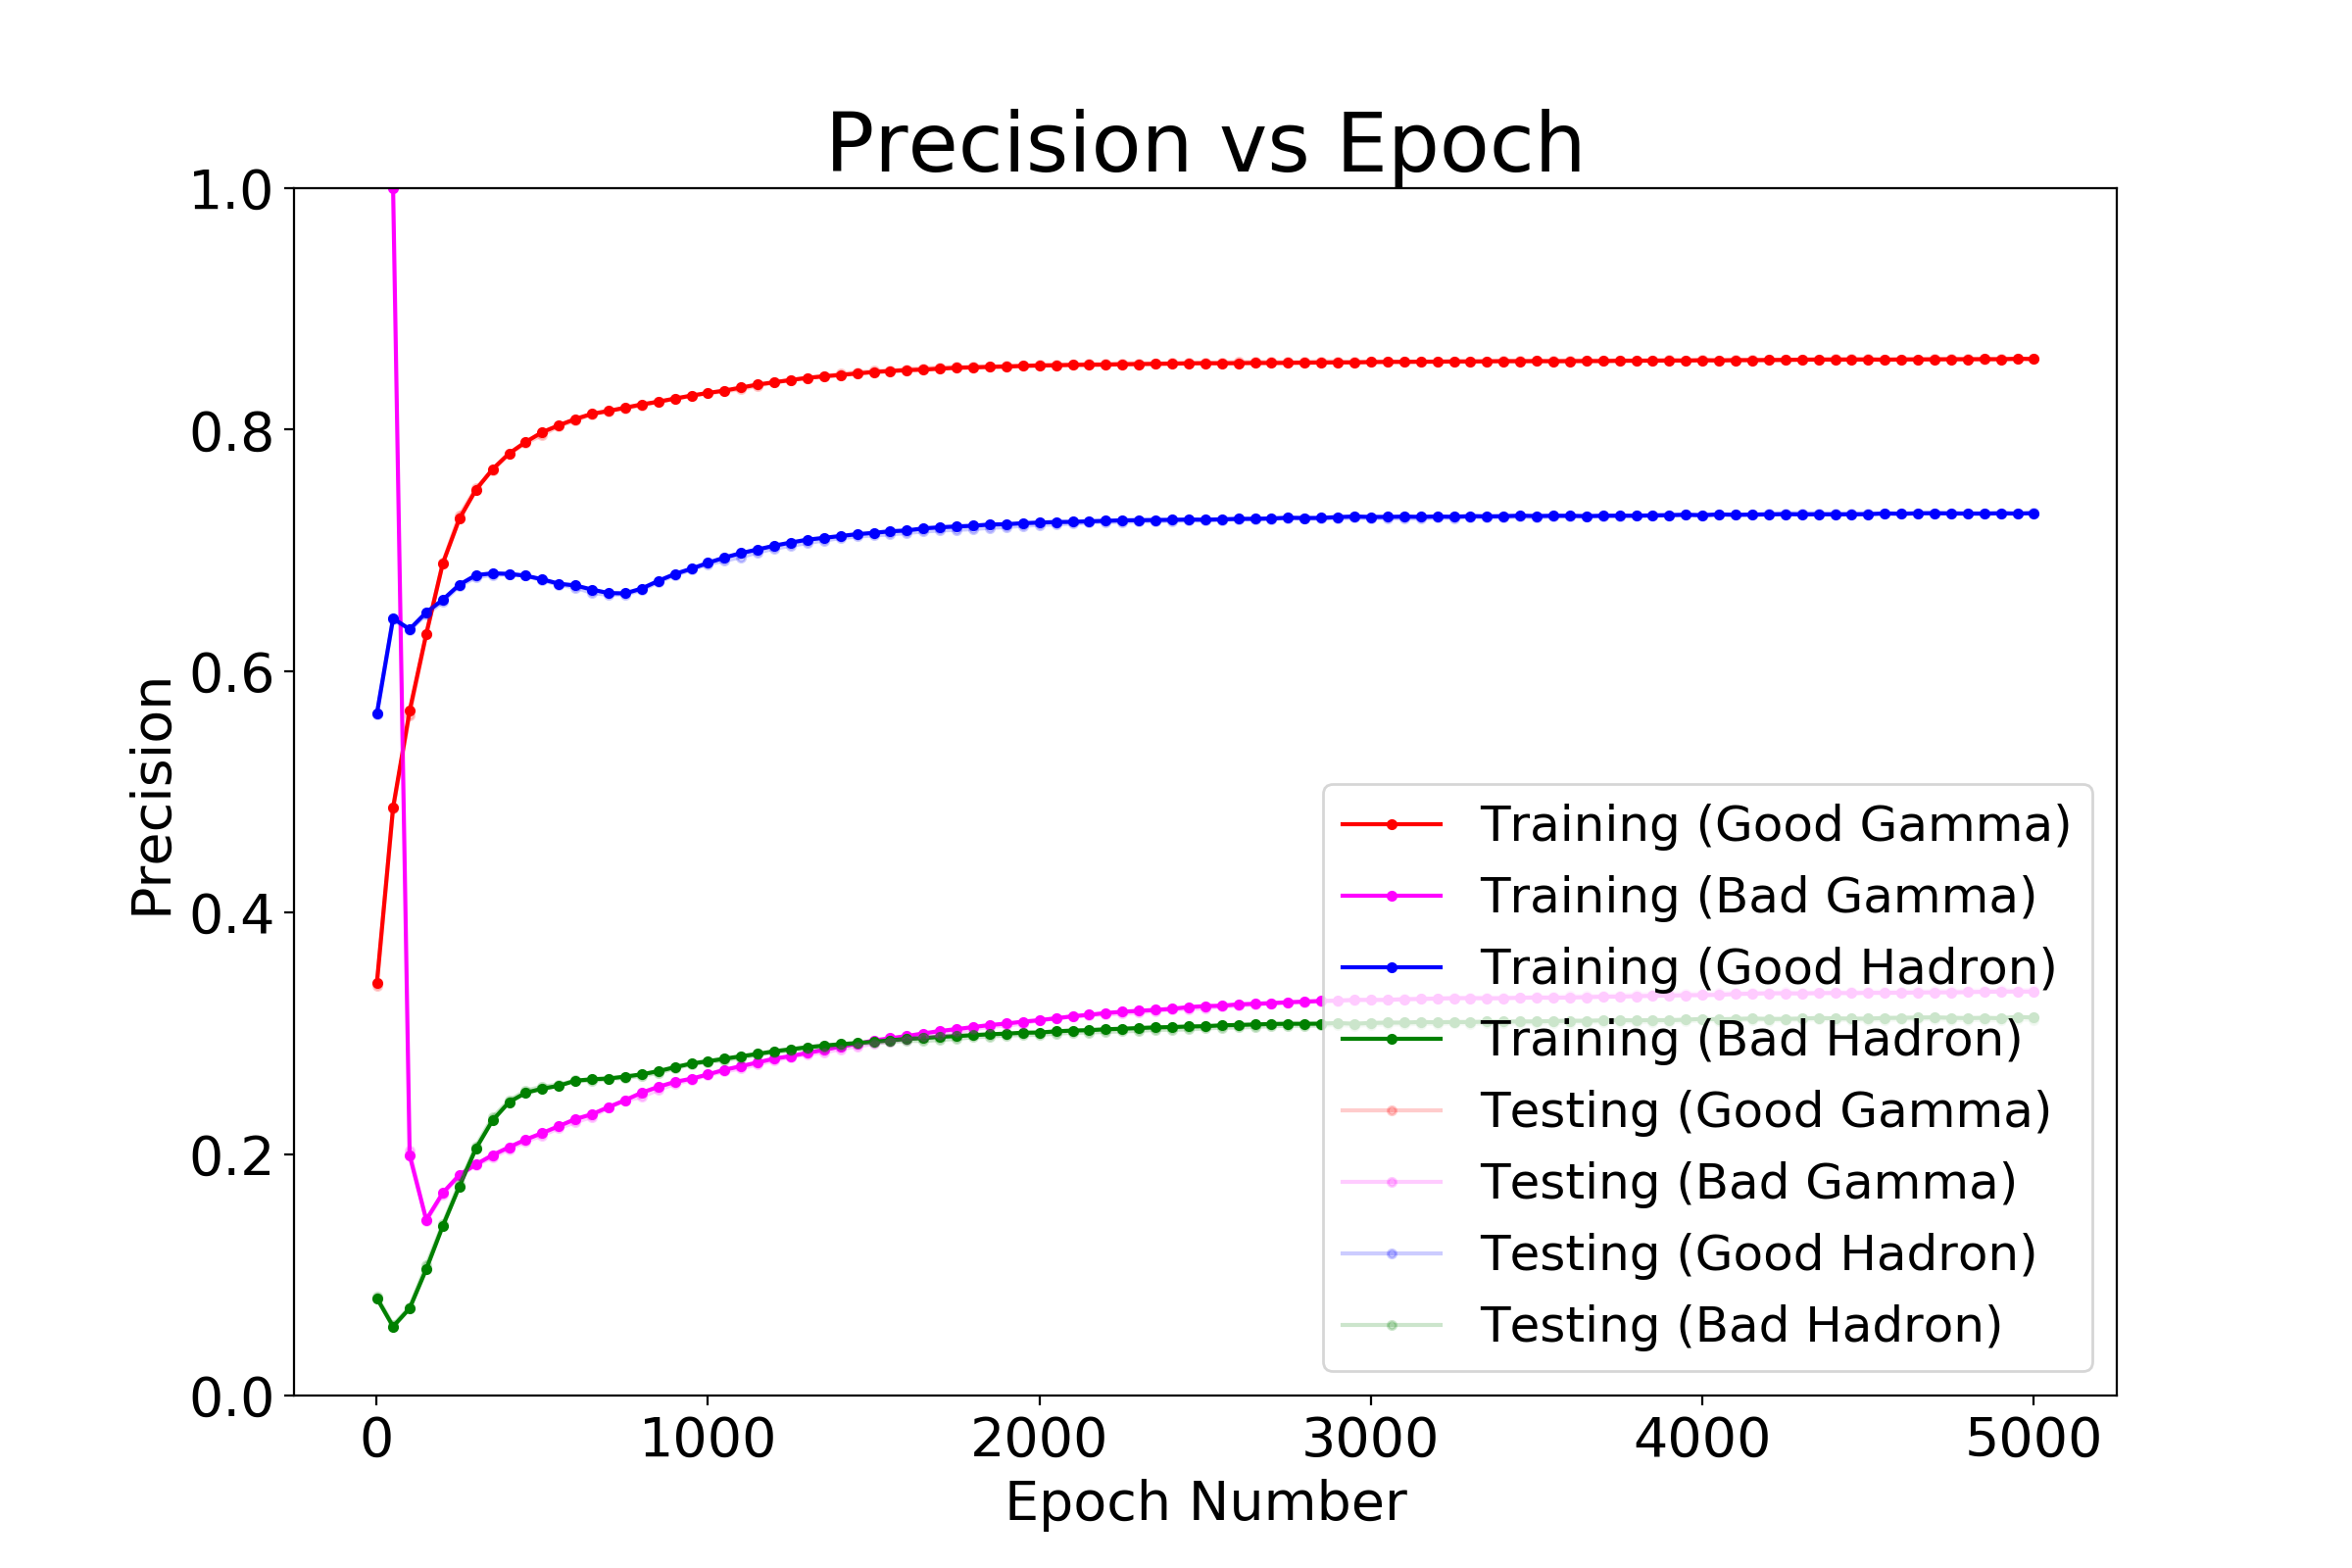 Precision vs Epoch
1.0
0.8
0.6
0.4
0.2
0.0
Precision
Training (Good Gamma)
Training (Bad Gamma)
Training (Good Hadron)
Training (Bad Hadron)
Testing (Good Gamma)
Testing (Bad Gamma)
Testing (Good Hadron)
Testing (Bad Hadron)
0 1000 2000 3000 4000 5000
Epoch Number